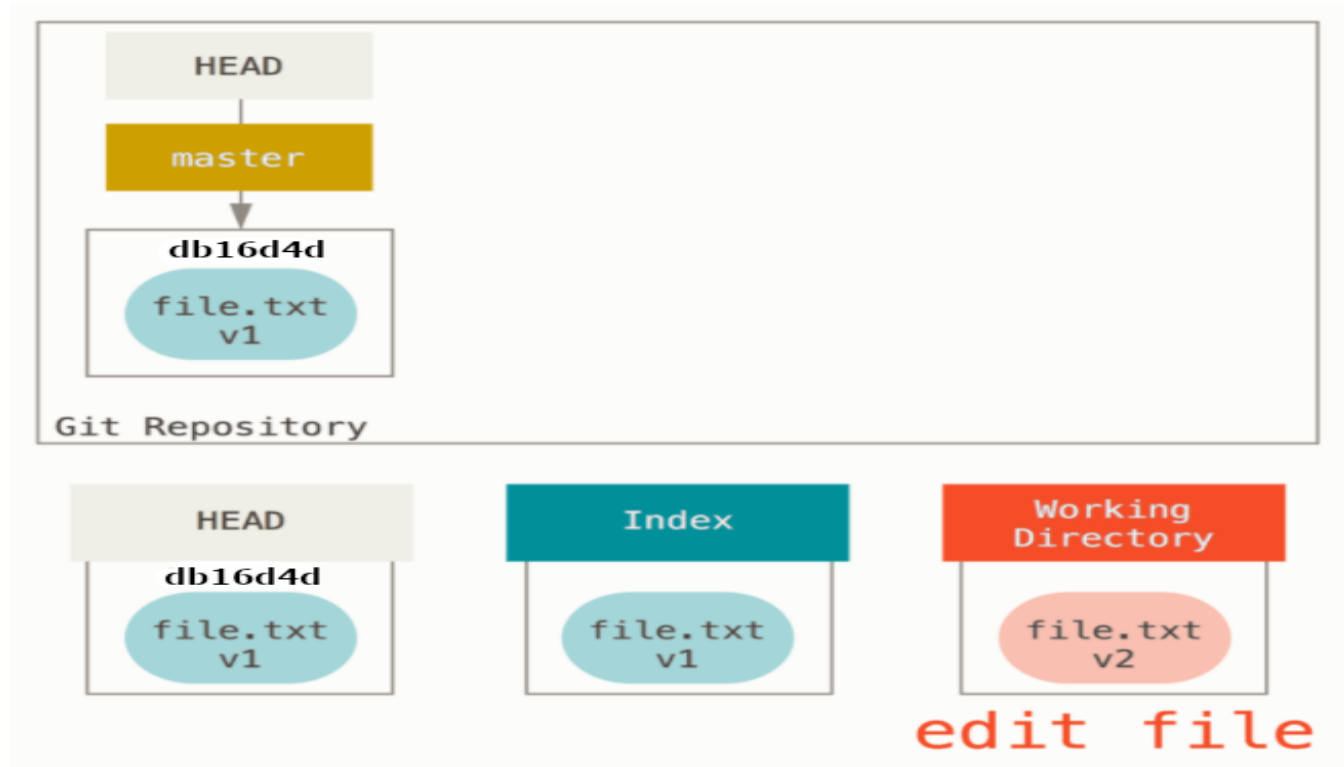 HEAD
master
db16d4d
file.txt
v1
Git Repository
HEAD
db16d4d
file.txt
v1
Index
file.txt
v1
Working
Directory
file.txt
v2
edit file